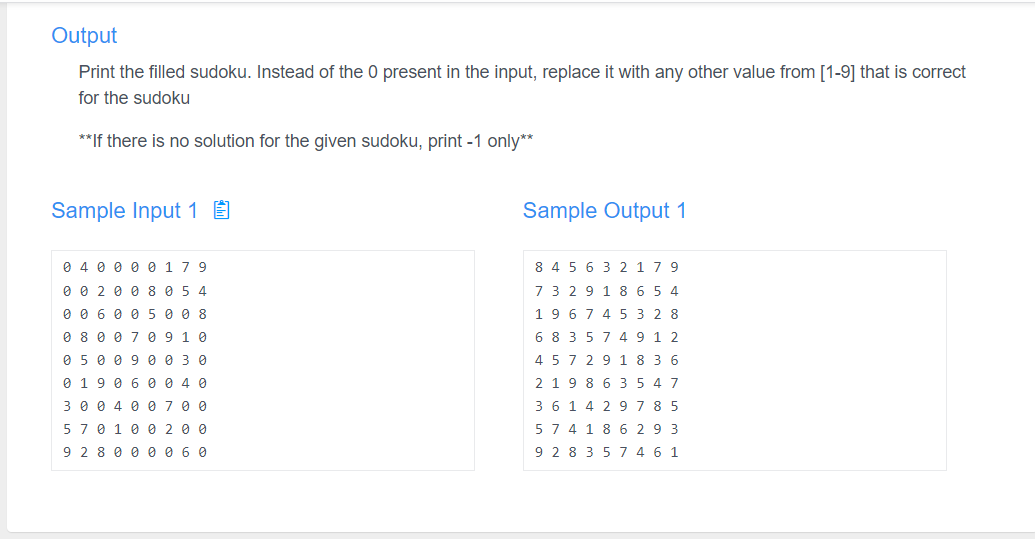 Output
Print the filled sudoku. Instead of the 0 present in the input, replace it with any other value from [1-9] that is correct
for the sudoku
**If there is no solution for the given sudoku, print -1 only**
Sample Input 1
0 4 0 0 0 0 1 7 9
0 0 2 0 0 8 0 5 4
0 0 6 0 0 5 0 0 8
0 8 0 0 7 0 9 1 0
0 5 0 0 9 0 0 3 0
0 1 9 0 6 0 0 4 0
3 0 0 4 0 0 7 0 0
5 7 0 1 0 0 2 0 0
9 2 8 0 0 0 0 6 0
Sample Output 1
8 4 5 6 3 2 1 7 9
7 3 2 9 1 8 6 5 4
1 9 6 7 4 5 3 2 8
6 8 3 5 7 4 9 1 2
4 5 7 2 9 1 8 3 6
2 1 9 8 6 3 5 4 7
3 6 1 4 2 9 7 8 5
5 7 4 1 8 6 2 9 3
9 2 8 3 5 7 4 6 1